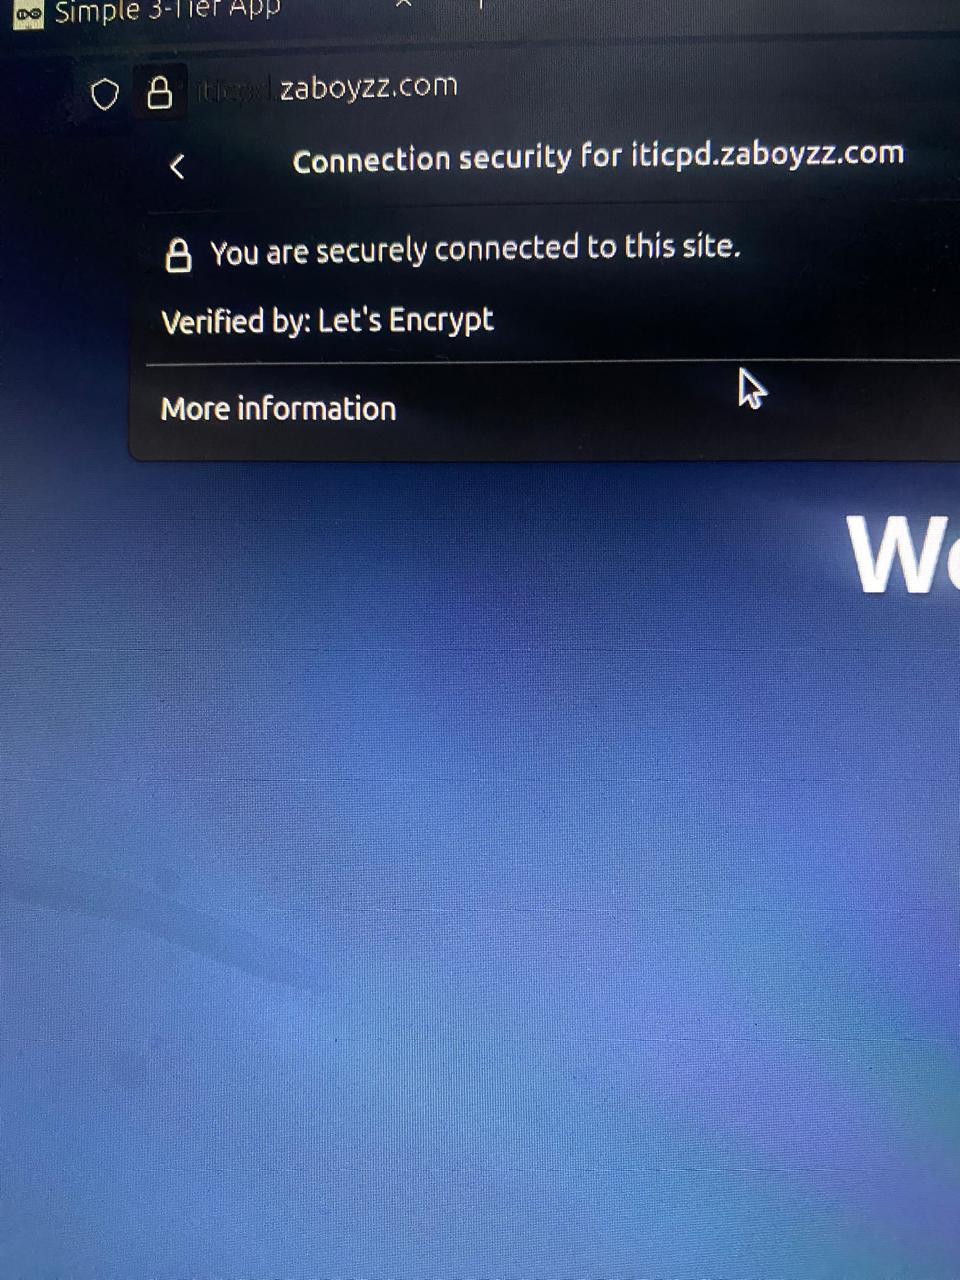 Simple 3-Tier App
iticpd.zaboyzz.com
Connection security for iticpd.zaboyzz.com
You are securely connected to this site.
Verified by: Let's Encrypt
More information